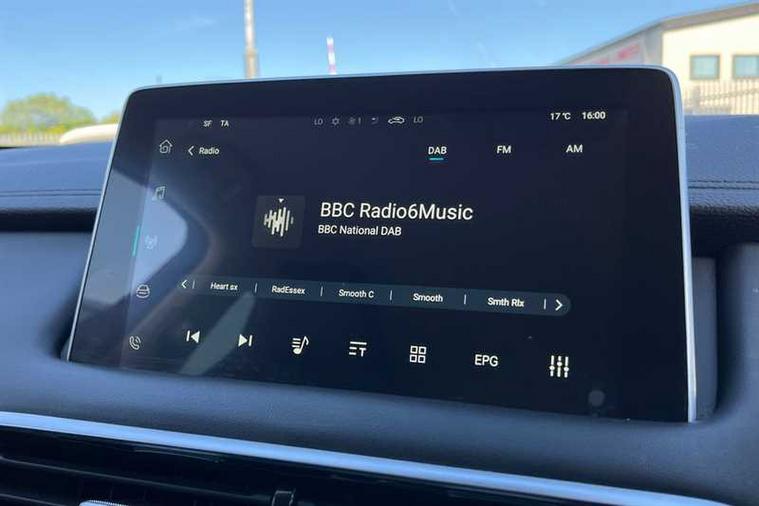 SF TA LO 1 LO 17°C 16:00
Radio DAB FM AM
BBC Radio6Music
BBC National DAB
Heart sx | RadEssex | Smooth C | Smooth | Smth Rlx |
EPG